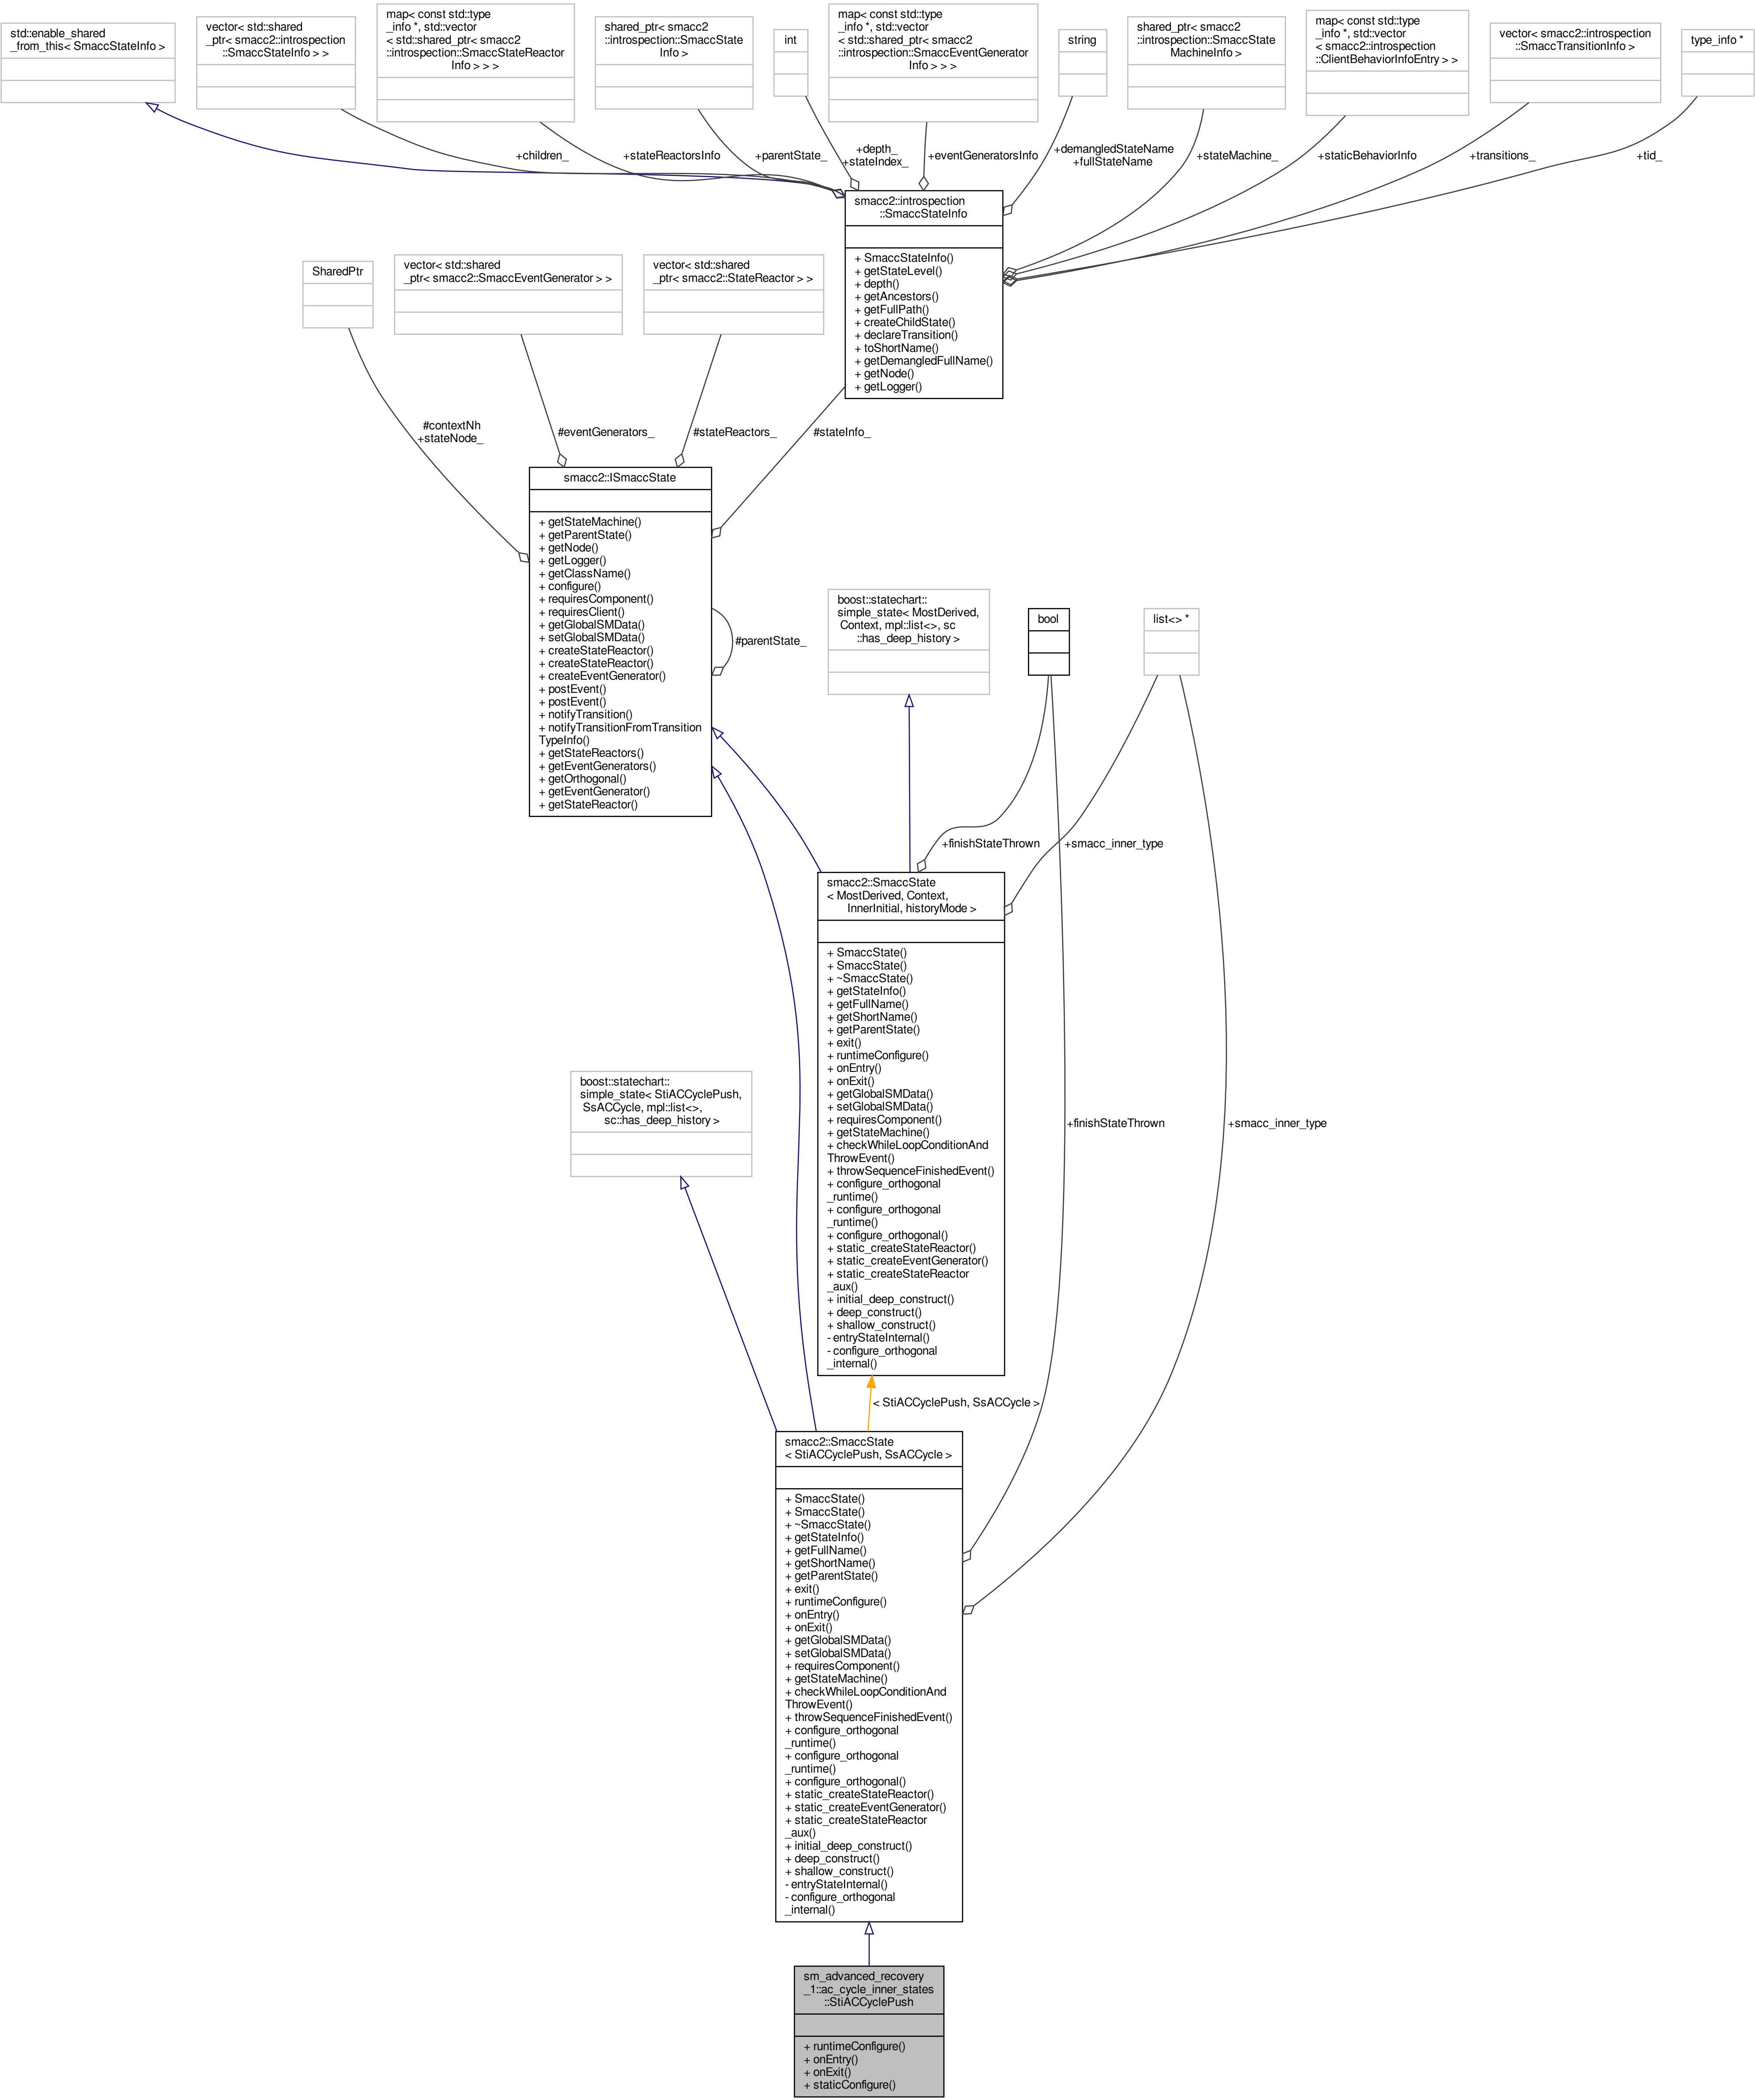 std::enable_shared
_from_this< SmaccStateInfo >
vector< std::shared
_ptr< smacc2::introspection
::SmaccStateInfo > >
map< const std::type
_info *, std::vector
< std::shared_ptr< smacc2
::introspection::StateReactor
Info > > >
shared_ptr< smacc2
::introspection::SmaccState
Info >
int
map< const std::type
_info *, std::vector
< std::shared_ptr< smacc2
::introspection::SmaccEventGenerator
Info > > >
string
shared_ptr< smacc2
::introspection::SmaccState
MachineInfo >
map< const std::type
_info *, std::vector
< smacc2::introspection
::ClientBehaviorInfoEntry > >
vector< smacc2::introspection
::SmaccTransitionInfo >
type_info *
+children_
+stateReactorsInfo
+parentState_
+depth_
+stateIndex_
+eventGeneratorsInfo
+demangledStateName
+fullStateName
+stateMachine_
+staticBehaviorInfo
+transitions_
+tid_
smacc2::introspection
::SmaccStateInfo
+ SmaccStateInfo()
+ getStateLevel()
+ depth()
+ getAncestors()
+ getFullPath()
+ createChildState()
+ declareTransition()
+ toShortName()
+ getDemangledFullName()
+ getNode()
+ getLogger()
SharedPtr
vector< std::shared
_ptr< smacc2::SmaccEventGenerator > >
vector< std::shared
_ptr< smacc2::StateReactor > >
#contextNh
+stateNode_
#eventGenerators_
#stateReactors_
#stateInfo_
smacc2::ISmaccState
+ getStateMachine()
+ getParentState()
+ getNode()
+ getLogger()
+ getClassName()
+ configure()
+ requiresComponent()
+ requiresClient()
+ getGlobalSMData()
+ setGlobalSMData()
+ createStateReactor()
+ createStateReactor()
+ createEventGenerator()
+ postEvent()
+ postEvent()
+ notifyTransition()
+ notifyTransitionFromTransition
TypeInfo()
+ getStateReactors()
+ getEventGenerators()
+ getOrthogonal()
+ getEventGenerator()
+ getStateReactor()
#parentState_
boost::statechart::
simple_state< MostDerived,
Context, mpl::list<>, sc
::has_deep_history >
bool
list<> *
+finishStateThrown
+smacc_inner_type
smacc2::SmaccState
< MostDerived, Context,
InnerInitial, historyMode >
+ SmaccState()
+ SmaccState()
+ ~SmaccState()
+ getStateInfo()
+ getFullName()
+ getShortName()
+ getParentState()
+ exit()
+ runtimeConfigure()
+ onEntry()
+ onExit()
+ getGlobalSMData()
+ setGlobalSMData()
+ requiresComponent()
+ getStateMachine()
+ checkWhileLoopConditionAnd
ThrowEvent()
+ throwSequenceFinishedEvent()
+ configure_orthogonal
_runtime()
+ configure_orthogonal
_runtime()
+ configure_orthogonal()
+ static_createStateReactor()
+ static_createEventGenerator()
+ static_createStateReactor
_aux()
+ initial_deep_construct()
+ deep_construct()
+ shallow_construct()
- entryStateInternal()
- configure_orthogonal
_internal()
boost::statechart::
simple_state< StiACCyclePush,
SsACCycle, mpl::list<>,
sc::has_deep_history >
+finishStateThrown
+smacc_inner_type
< StiACCyclePush, SsACCycle >
smacc2::SmaccState
< StiACCyclePush, SsACCycle >
+ SmaccState()
+ SmaccState()
+ ~SmaccState()
+ getStateInfo()
+ getFullName()
+ getShortName()
+ getParentState()
+ exit()
+ runtimeConfigure()
+ onEntry()
+ onExit()
+ getGlobalSMData()
+ setGlobalSMData()
+ requiresComponent()
+ getStateMachine()
+ checkWhileLoopConditionAnd
ThrowEvent()
+ throwSequenceFinishedEvent()
+ configure_orthogonal
_runtime()
+ configure_orthogonal
_runtime()
+ configure_orthogonal()
+ static_createStateReactor()
+ static_createEventGenerator()
+ static_createStateReactor
_aux()
+ initial_deep_construct()
+ deep_construct()
+ shallow_construct()
- entryStateInternal()
- configure_orthogonal
_internal()
sm_advanced_recovery
_1::ac_cycle_inner_states
::StiACCyclePush
+ runtimeConfigure()
+ onEntry()
+ onExit()
+ staticConfigure()